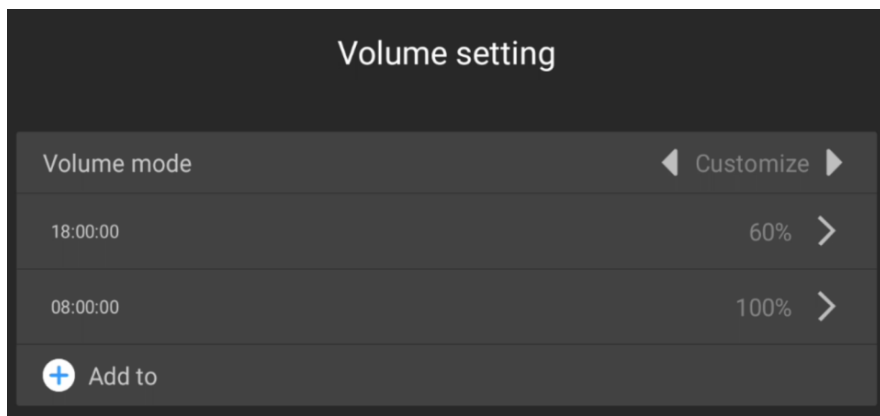 Volume setting
Volume mode Customize
18:00:00 60%
08:00:00 100%
Add to